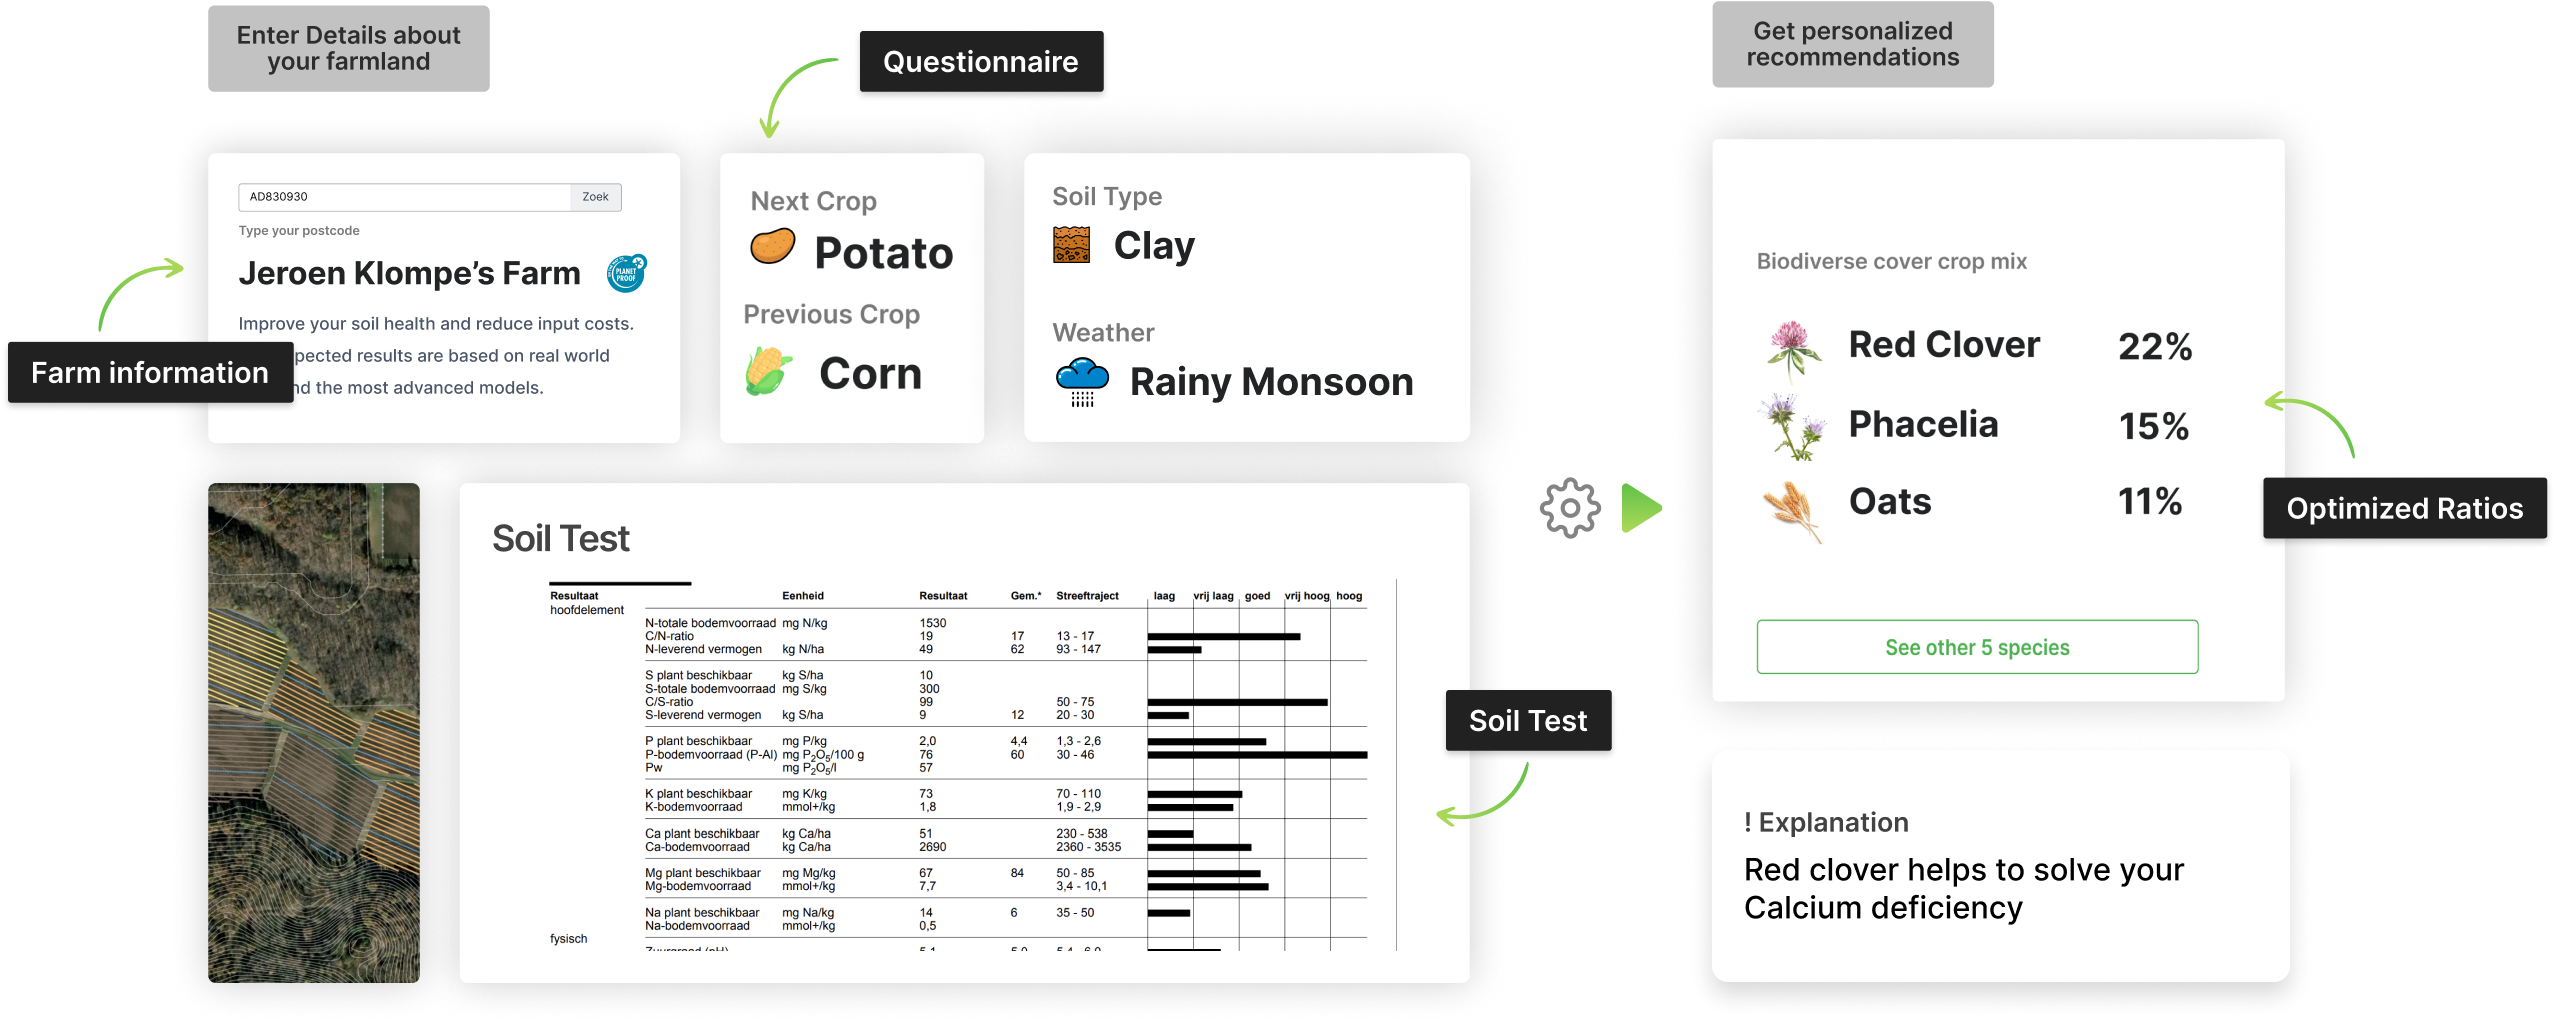 Enter Details about
your farmland
Questionnaire
Get personalized
recommendations
AD830930
Zoek
Type your postcode
Jeroen Klompe's Farm
PLANET
PROOF
Improve your soil health and reduce input costs.
pected results are based on real world
nd the most advanced models.
Farm information
Next Crop
Potato
Previous Crop
Corn
Soil Type
Clay
Weather
Rainy Monsoon
Biodiverse cover crop mix
Red Clover 22%
Phacelia 15%
Oats 11%
See other 5 species
Optimized Ratios
Soil Test
Resultaat Eenheid Resultaat Gem.* Streeftraject laag vrij laag goed vrij hoog hoog
hoofdelement
N-totale bodemvoorraad mg N/kg 1530
C/N-ratio 19 17 13 - 17
N-leverend vermogen kg N/ha 49 62 93 - 147
S plant beschikbaar kg S/ha 10
S-totale bodemvoorraad mg S/kg 300
C/S-ratio 99 50 - 75
S-leverend vermogen kg S/ha 9 12 20 - 30
P plant beschikbaar mg P/kg 2,0 4,4 1,3 - 2,6
P-bodemvoorraad (P-Al) mg P2O5/100 g 76 60 30 - 46
Pw mg P2O5/l 57
K plant beschikbaar mg K/kg 73 70 - 110
K-bodemvoorraad mmol+/kg 1,8 1,9 - 2,9
Ca plant beschikbaar kg Ca/ha 51 230 - 538
Ca-bodemvoorraad kg Ca/ha 2690 2360 - 3535
Mg plant beschikbaar mg Mg/kg 67 84 50 - 85
Mg-bodemvoorraad mmol+/kg 7,7 3,4 - 10,1
Na plant beschikbaar mg Na/kg 14 6 35 - 50
Na-bodemvoorraad mmol+/kg 0,5
fysisch
Soil Test
! Explanation
Red clover helps to solve your
Calcium deficiency